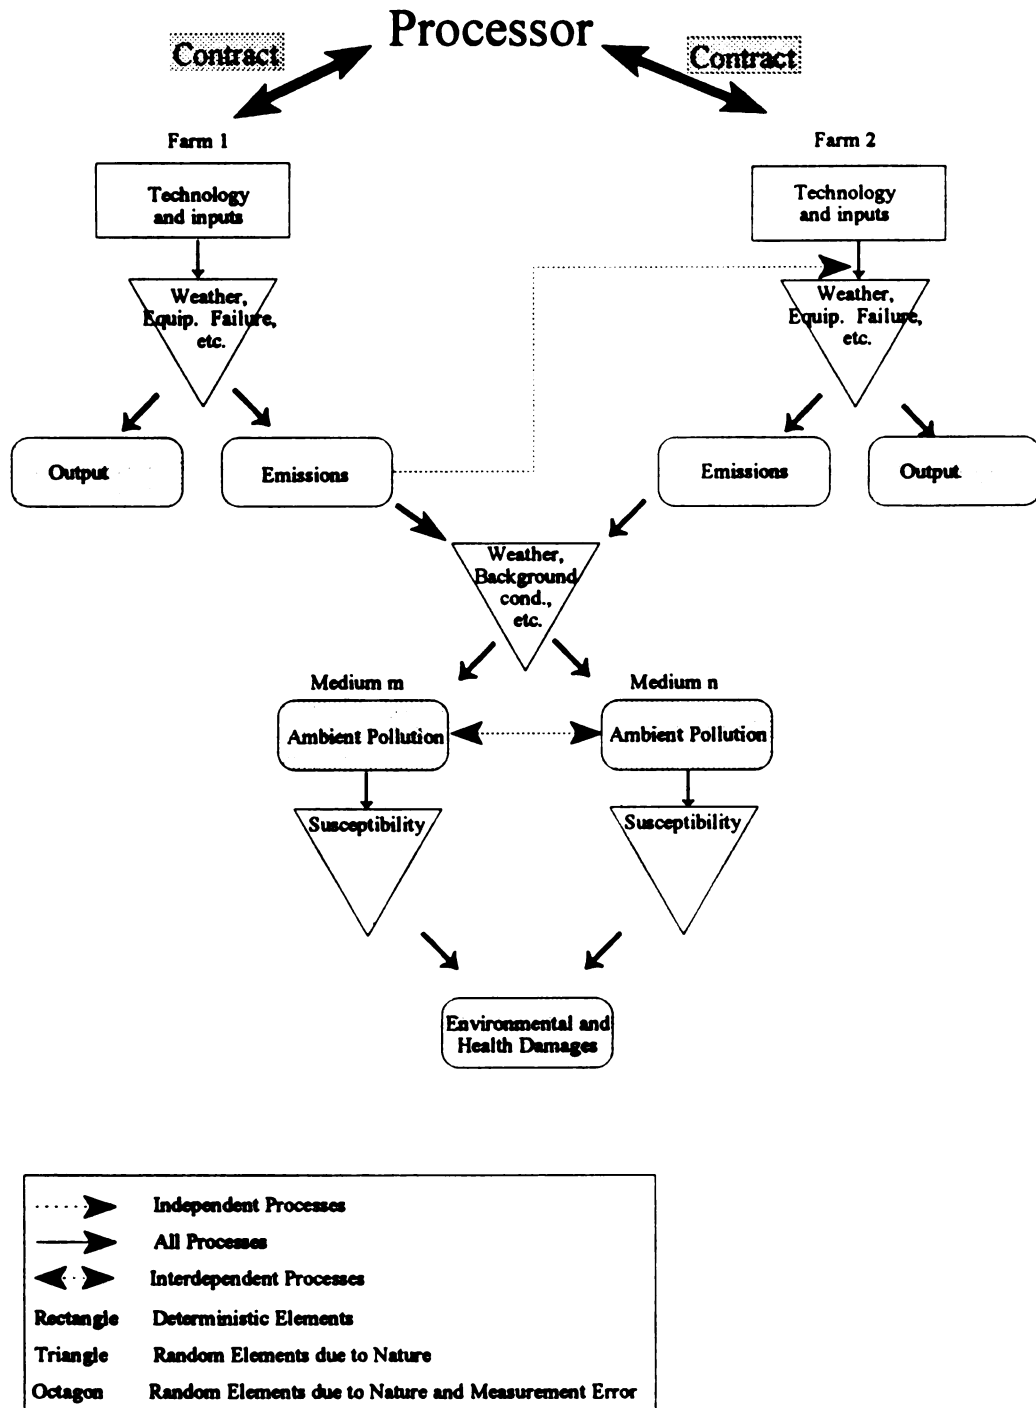 Processor
Contract
Contract
Farm 1
Farm 2
Technology
and inputs
Technology
and inputs
Weather,
Equip. Failure,
etc.
Weather,
Equip. Failure,
etc.
Output
Emissions
Emissions
Output
Weather,
Background
cond.,
etc.
Medium m
Medium n
Ambient Pollution
Ambient Pollution
Susceptibility
Susceptibility
Environmental and
Health Damages
Independent Processes
All Processes
Interdependent Processes
Rectangle Deterministic Elements
Triangle Random Elements due to Nature
Octagon Random Elements due to Nature and Measurement Error